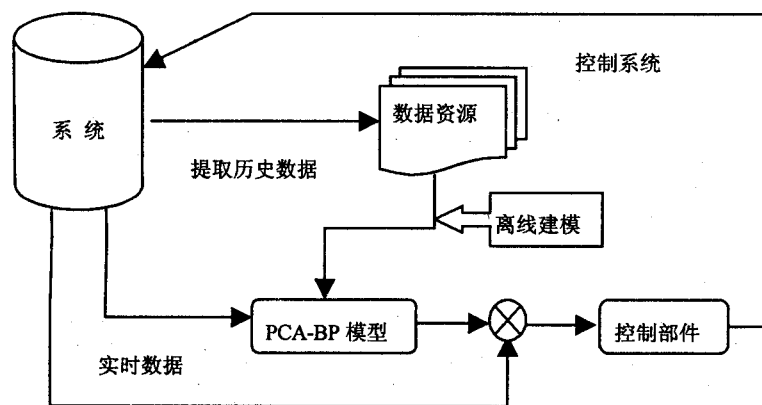 控制系统
系 统
数据资源
提取历史数据
离线建模
PCA-BP 模型
控制部件
实时数据